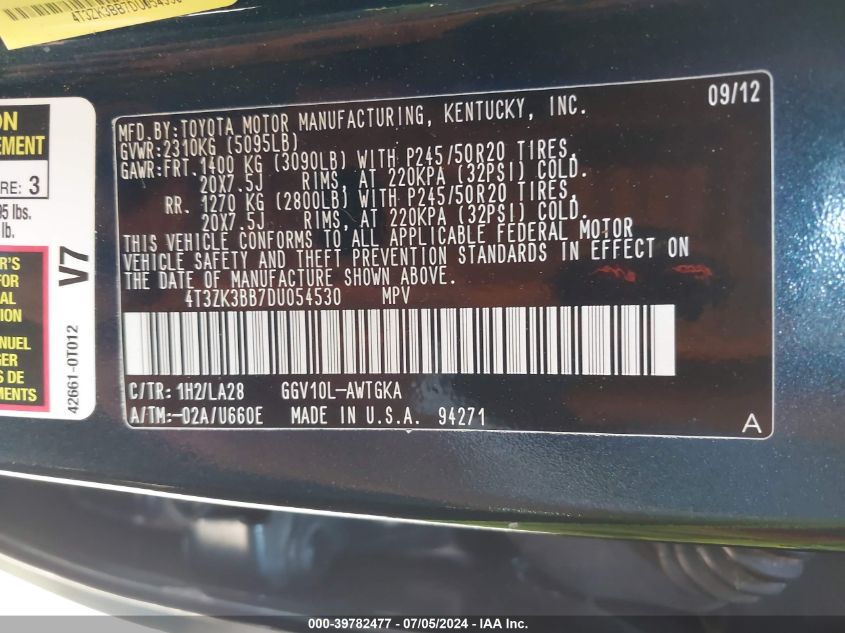 4T3ZK3BB7DU054530
09/12
MFD.BY:TOYOTA MOTOR MANUFACTURING, KENTUCKY, INC.
GVWR:2310KG (5095LB)
GAWR:FRT.1400 KG (3090LB) WITH P245/50R20 TIRES,
20X7.5J RIMS, AT 220KPA (32PSI) COLD.
RR. 1270 KG (2800LB) WITH P245/50R20 TIRES,
20X7.5J RIMS, AT 220KPA (32PSI) COLD.
THIS VEHICLE CONFORMS TO ALL APPLICABLE FEDERAL MOTOR
VEHICLE SAFETY AND THEFT PREVENTION STANDARDS IN EFFECT ON
THE DATE OF MANUFACTURE SHOWN ABOVE.
4T3ZK3BB7DU054530 MPV
C/TR: 1H2/LA28 GGV10L-AWTGKA
A/TM:-02A/U660E MADE IN U.S.A. 94271
A
ON
EMENT
RE: 3
95 lbs.
lb.
R'S
FOR
AL
TION
NUEL
GER
S DE
MENTS
V7
42661-0T012
000-39782477 - 07/05/2024 - IAA Inc.